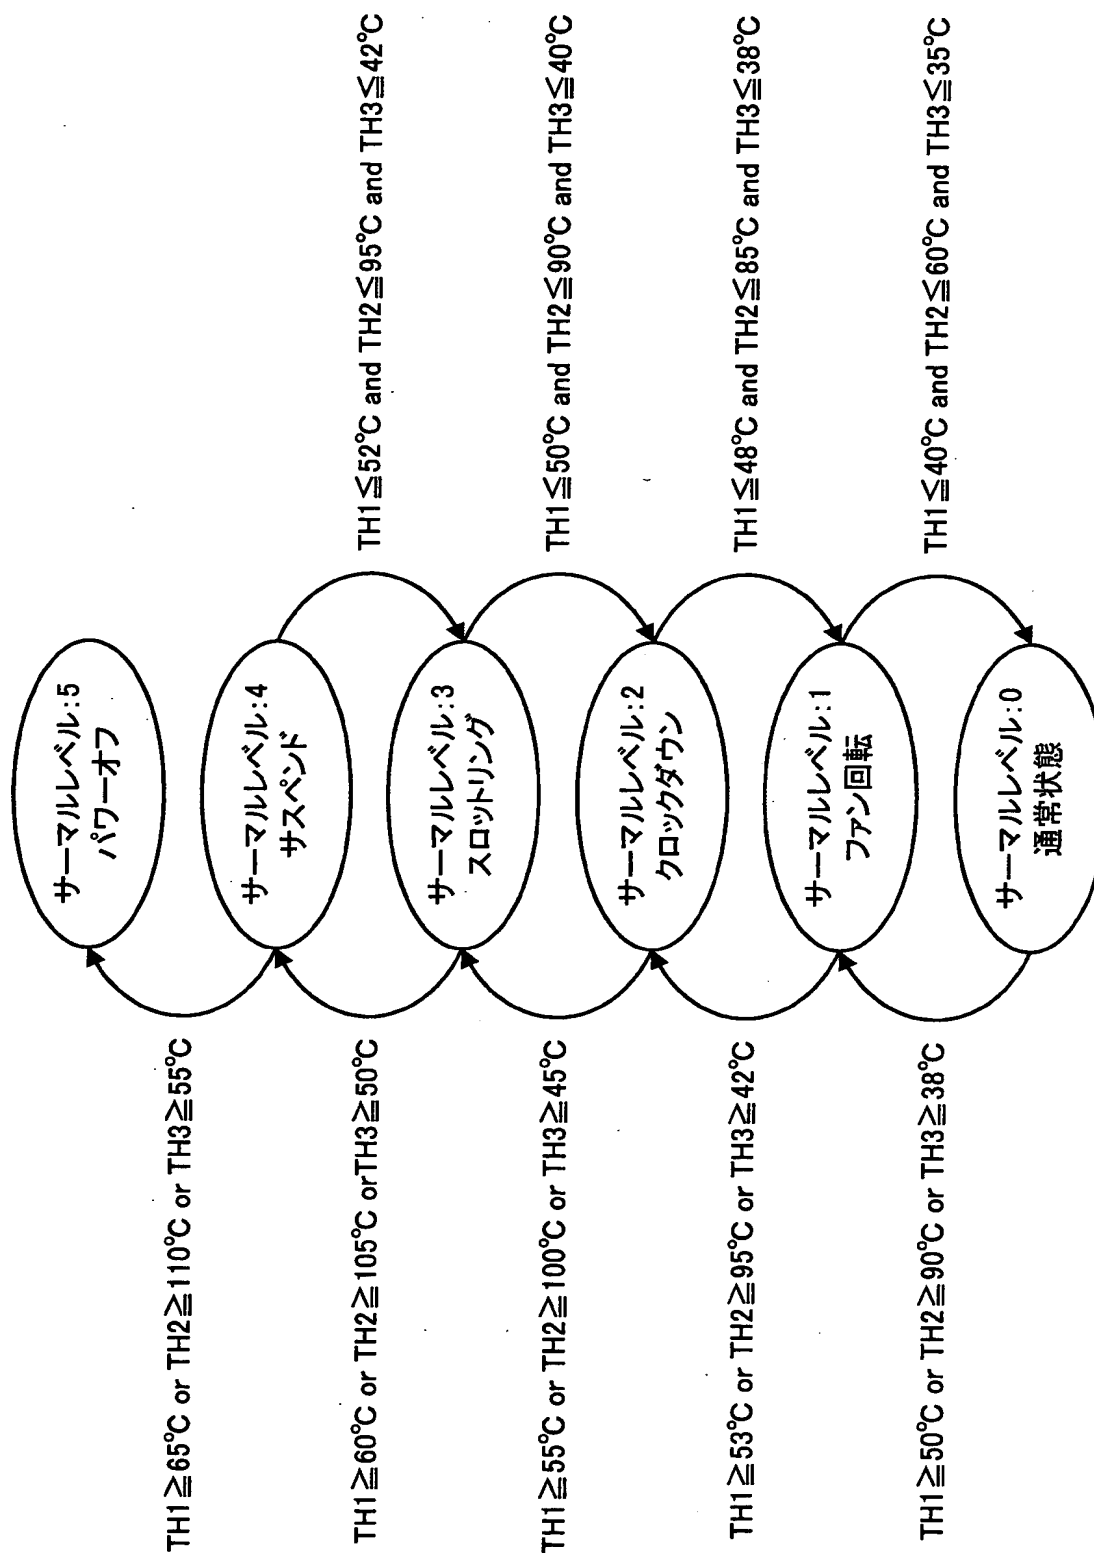 サーマルレベル:5
パワーオフ
TH1≧65℃ or TH2≧110℃ or TH3≧55℃
サーマルレベル:4
サスペンド
TH1≧60℃ or TH2≧105℃ orTH3≧50℃
TH1≦52℃ and TH2≦95℃ and TH3≦42℃
サーマルレベル:3
スロットリング
TH1≧55℃ or TH2≧100℃ or TH3≧45℃
TH1≦50℃ and TH2≦90℃ and TH3≦40℃
サーマルレベル:2
クロックダウン
TH1≧53℃ or TH2≧95℃ or TH3≧42℃
TH1≦48℃ and TH2≦85℃ and TH3≦38℃
サーマルレベル:1
ファン回転
TH1≧50℃ or TH2≧90℃ or TH3≧38℃
TH1≦40℃ and TH2≦60℃ and TH3≦35℃
サーマルレベル:0
通常状態